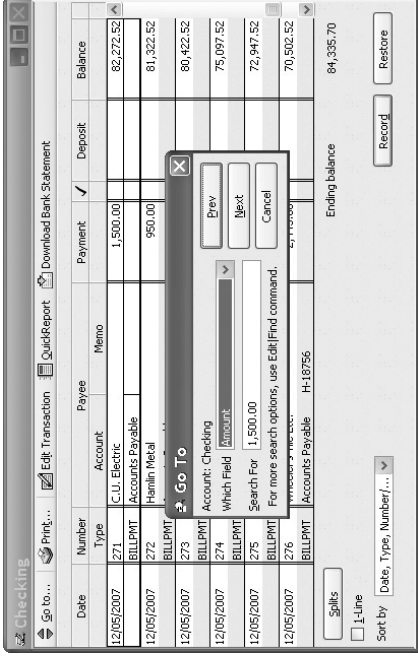 Checking
Go to... Print... Edit Transaction QuickReport Download Bank Statement
Date Number Payee Payment ✓ Deposit Balance
Type Account Memo
12/05/2007 271 C.U. Electric 1,500.00 82,272.52
BILLPMT Accounts Payable
12/05/2007 272 Hamlin Metal 950.00 81,322.52
BILLPMT
12/05/2007 273 80,422.52
BILLPMT
12/05/2007 274 75,097.52
BILLPMT
12/05/2007 275 72,947.52
BILLPMT
12/05/2007 276 70,502.52
BILLPMT Accounts Payable H-18756
Go To
Account: Checking
Which Field Amount
Search For 1,500.00
For more search options, use Edit|Find command.
Prev
Next
Cancel
Splits
1-Line
Ending balance 84,335.70
Sort by Date, Type, Number/...
Record Restore